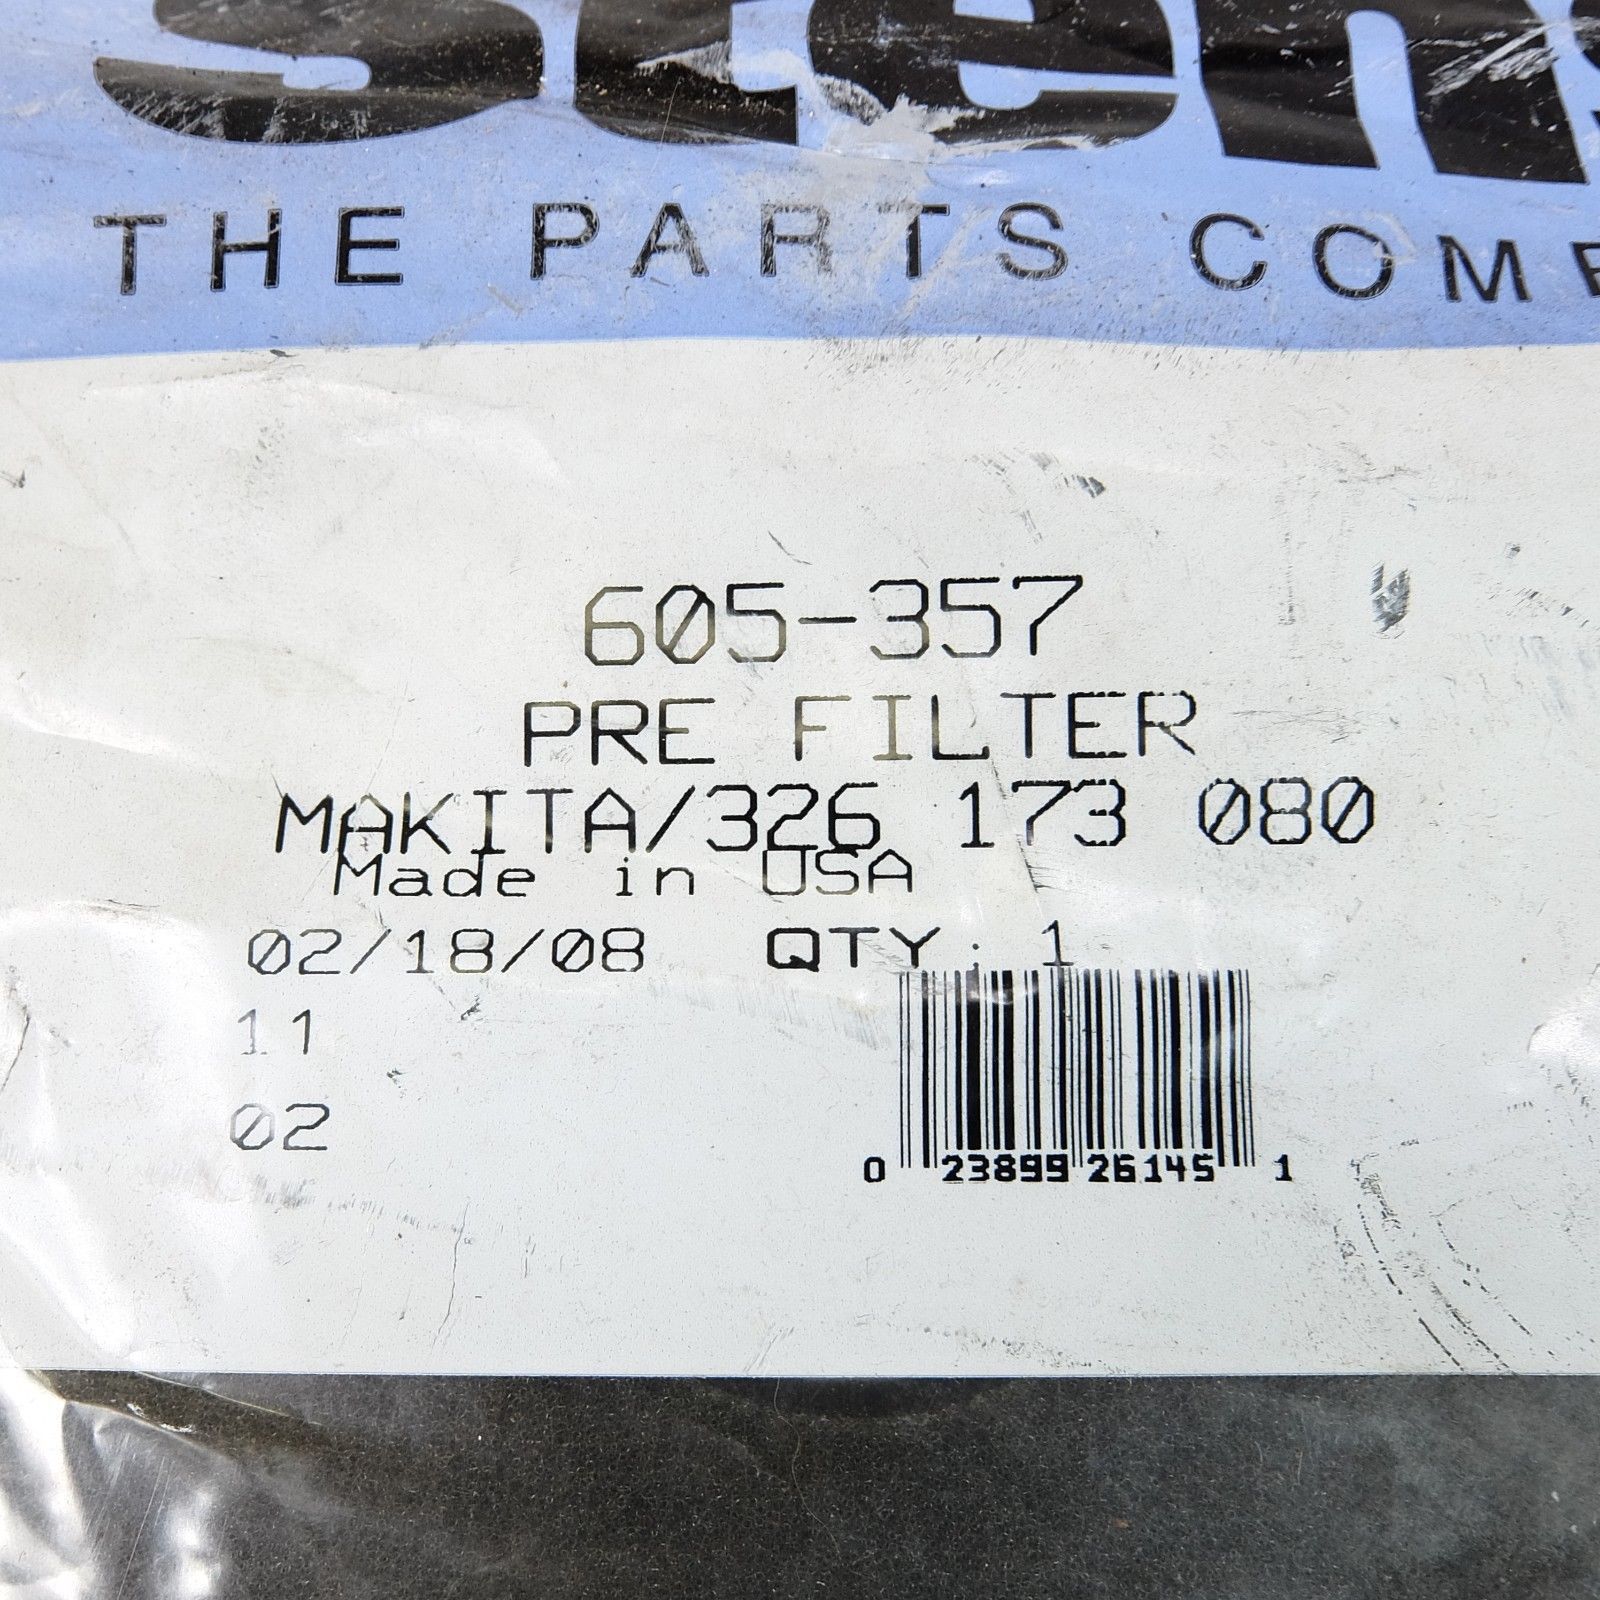 THE PARTS
605-357
PRE FILTER
MAKITA/326 173 080
Made in USA
02/18/08 QTY: 1
11
02
0 23899 26145 1